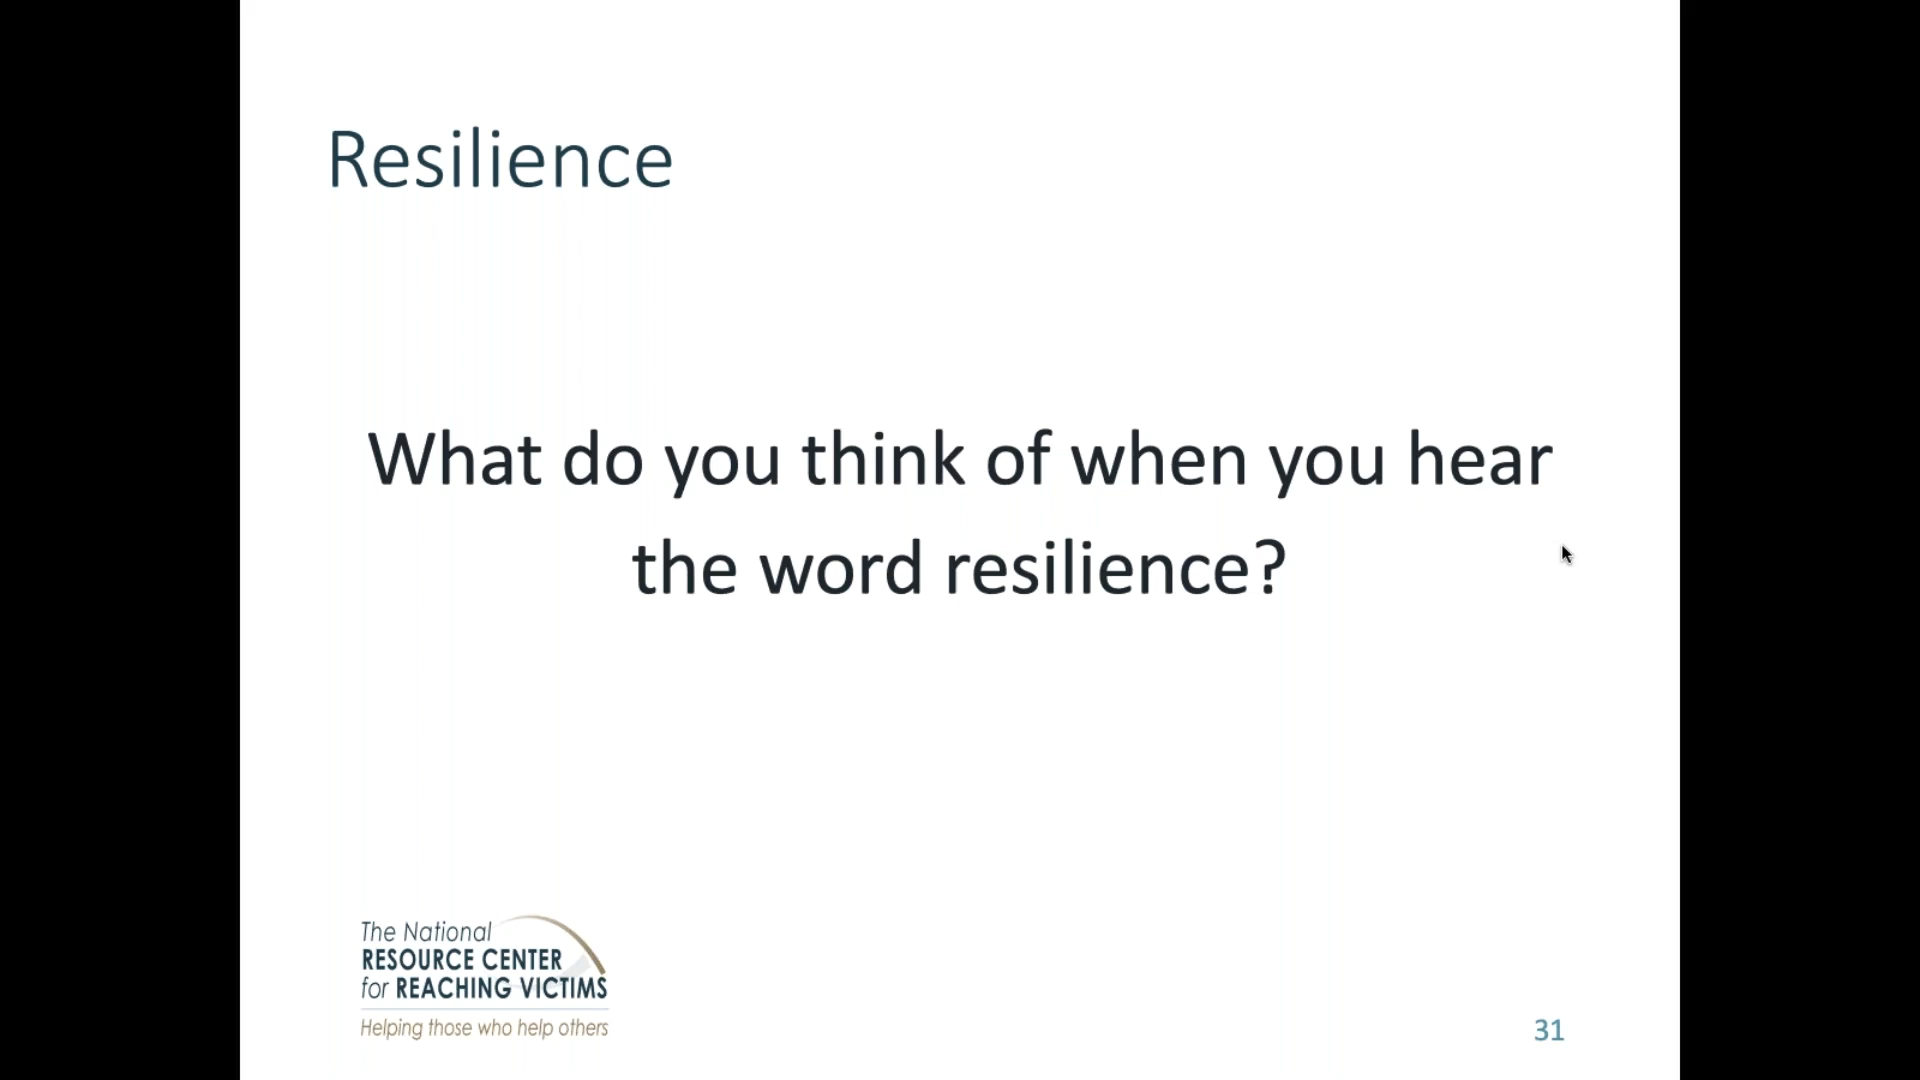 Resilience
What do you think of when you hear
the word resilience?
The National
RESOURCE CENTER
for REACHING VICTIMS
Helping those who help others
31